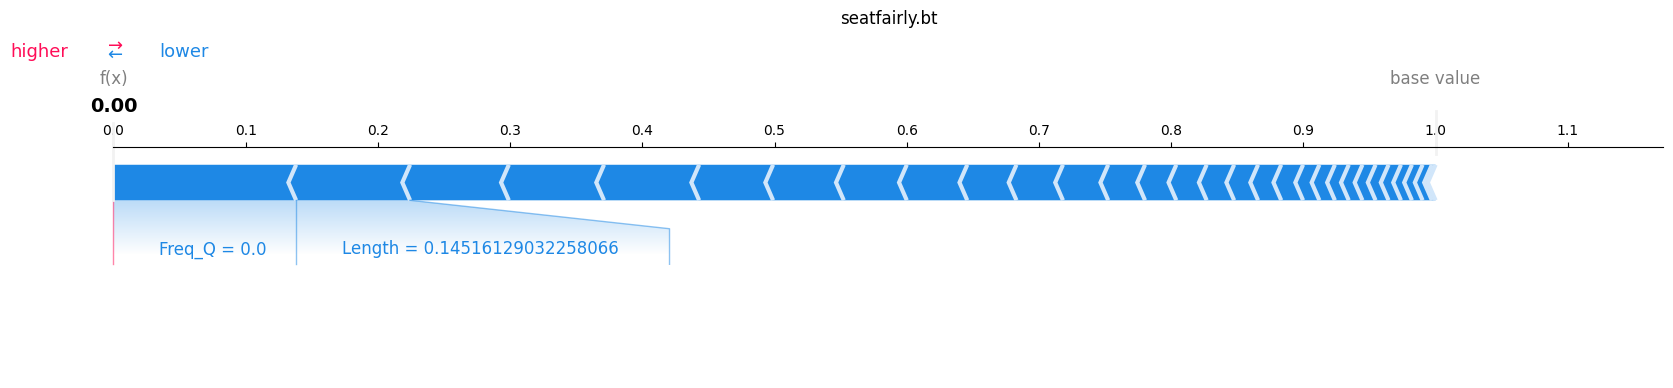 seatfairly.bt
higher ⇄ lower
f(x) base value
0.00
0.0 0.1 0.2 0.3 0.4 0.5 0.6 0.7 0.8 0.9 1.0 1.1
Freq_Q = 0.0 Length = 0.14516129032258066